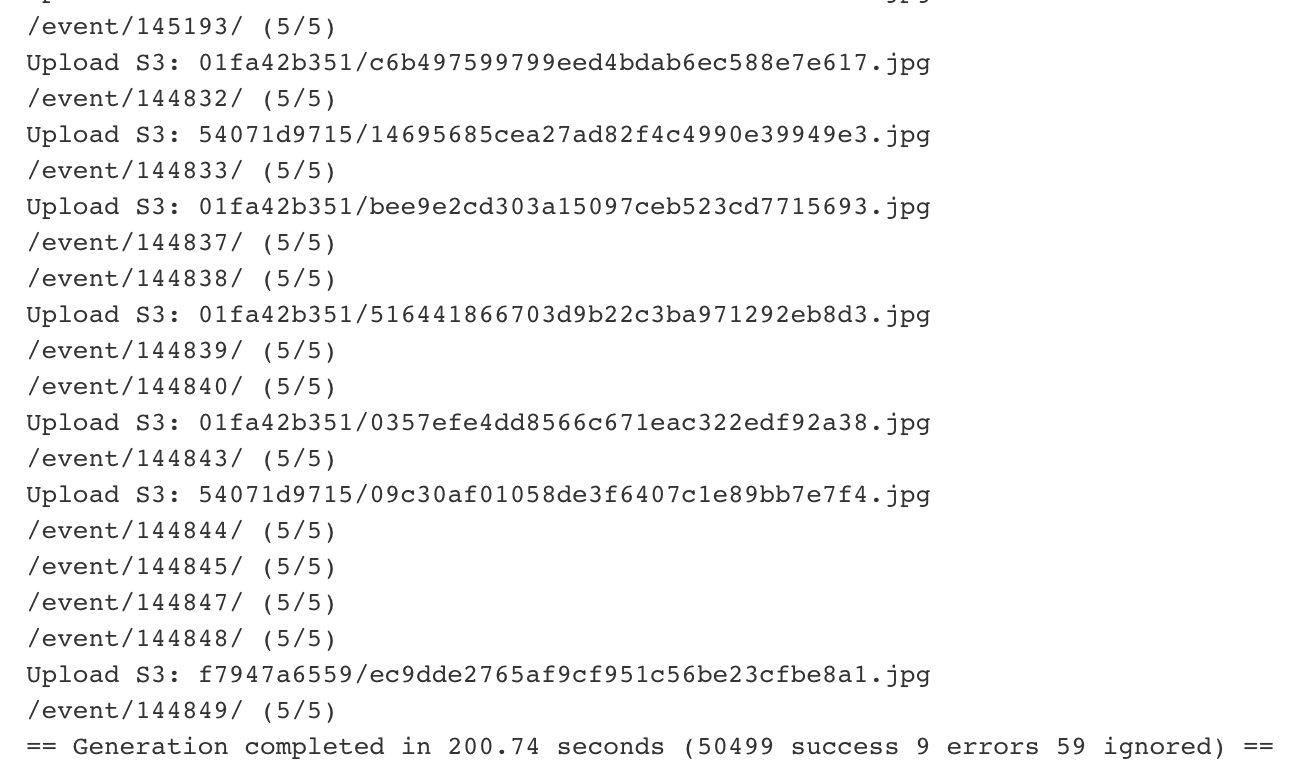 /event/145193/ (5/5)
Upload S3: 01fa42b351/c6b497599799eed4bdab6ec588e7e617.jpg
/event/144832/ (5/5)
Upload S3: 54071d9715/14695685cea27ad82f4c4990e39949e3.jpg
/event/144833/ (5/5)
Upload S3: 01fa42b351/bee9e2cd303a15097ceb523cd7715693.jpg
/event/144837/ (5/5)
/event/144838/ (5/5)
Upload S3: 01fa42b351/516441866703d9b22c3ba971292eb8d3.jpg
/event/144839/ (5/5)
/event/144840/ (5/5)
Upload S3: 01fa42b351/0357efe4dd8566c671eac322edf92a38.jpg
/event/144843/ (5/5)
Upload S3: 54071d9715/09c30af01058de3f6407c1e89bb7e7f4.jpg
/event/144844/ (5/5)
/event/144845/ (5/5)
/event/144847/ (5/5)
/event/144848/ (5/5)
Upload S3: f7947a6559/ec9dde2765af9cf951c56be23cfbe8a1.jpg
/event/144849/ (5/5)
== Generation completed in 200.74 seconds (50499 success 9 errors 59 ignored) ==